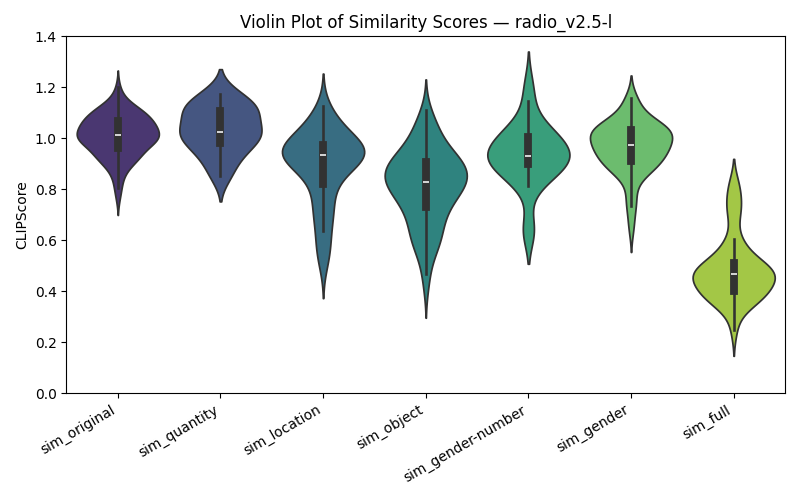 Violin Plot of Similarity Scores — radio_v2.5-l
CLIPScore
1.4
1.2
1.0
0.8
0.6
0.4
0.2
0.0
sim_original
sim_quantity
sim_location
sim_object
sim_gender-number
sim_gender
sim_full